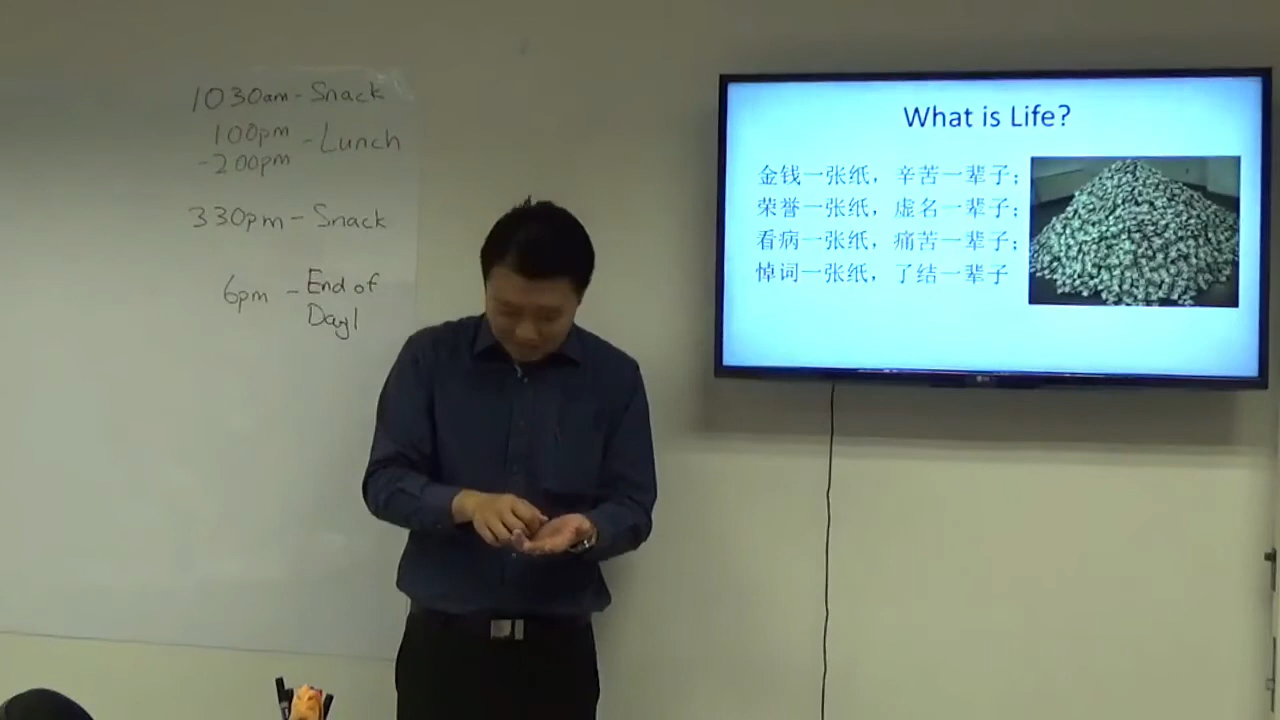 1030am - Snack
100pm
- 200pm
- Lunch
330pm - Snack
6pm - End of
Day!
What is Life?
金钱一张纸，辛苦一辈子；
荣誉一张纸，虚名一辈子；
看病一张纸，痛苦一辈子；
悼词一张纸，了结一辈子
LG